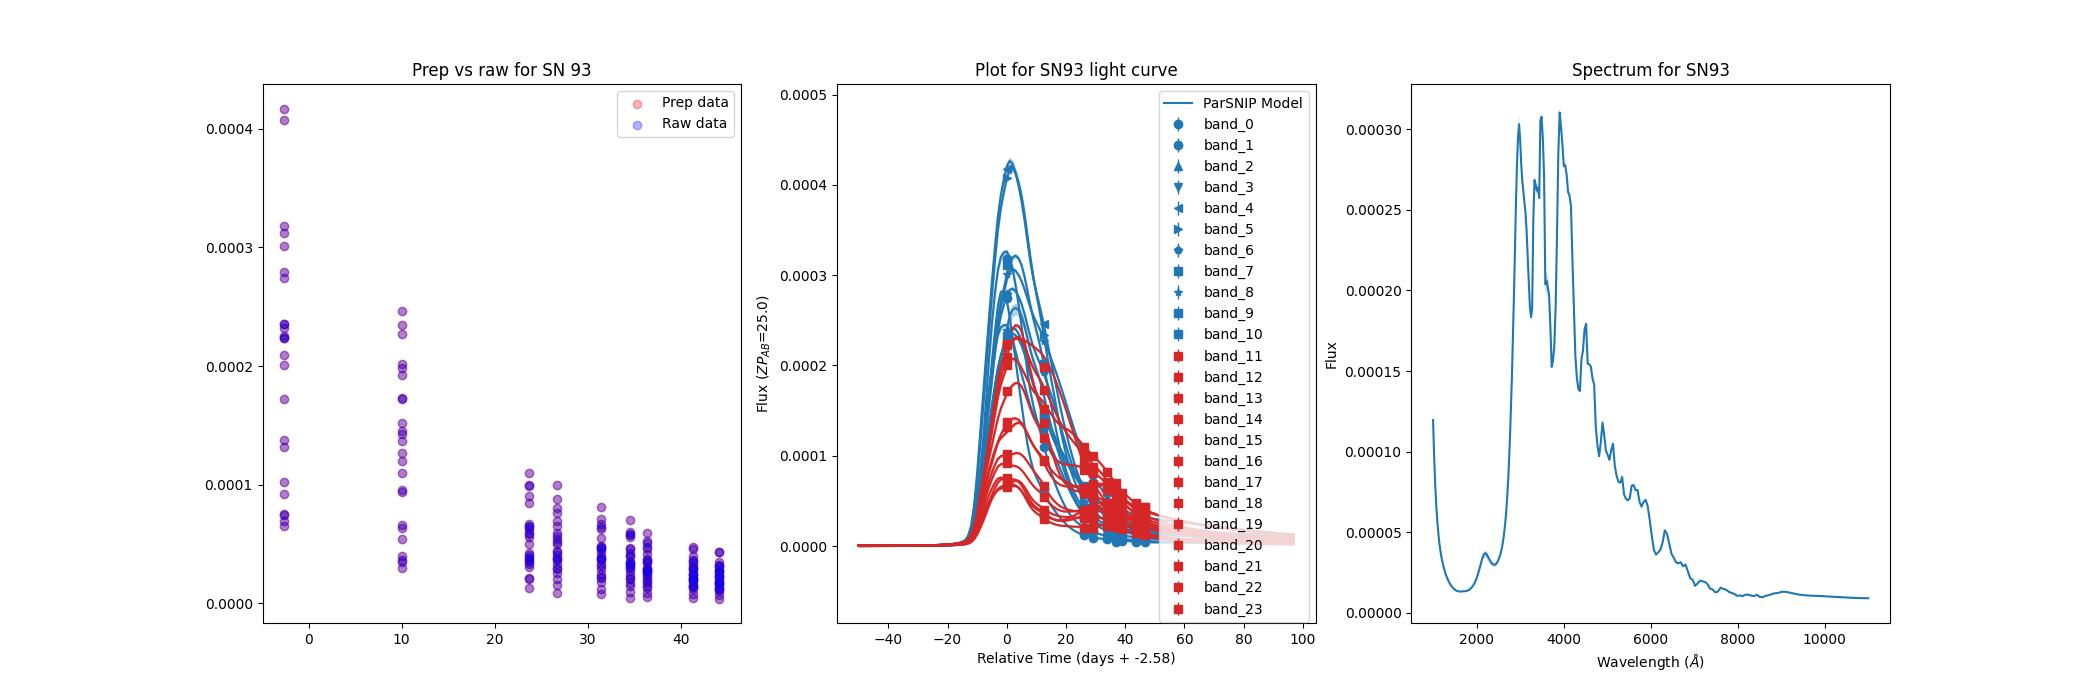 Prep vs raw for SN 93
Prep data
Raw data
0.0004
0.0003
0.0002
0.0001
0.0000
0
10
20
30
40
Plot for SN93 light curve
ParSNIP Model
band_0
band_1
band_2
band_3
band_4
band_5
band_6
band_7
band_8
band_9
band_10
band_11
band_12
band_13
band_14
band_15
band_16
band_17
band_18
band_19
band_20
band_21
band_22
band_23
Flux (ZP_AB=25.0)
0.0005
0.0004
0.0003
0.0002
0.0001
0.0000
−40
−20
0
20
40
60
80
100
Relative Time (days + -2.58)
Spectrum for SN93
Flux
0.00030
0.00025
0.00020
0.00015
0.00010
0.00005
0.00000
2000
4000
6000
8000
10000
Wavelength (Å)